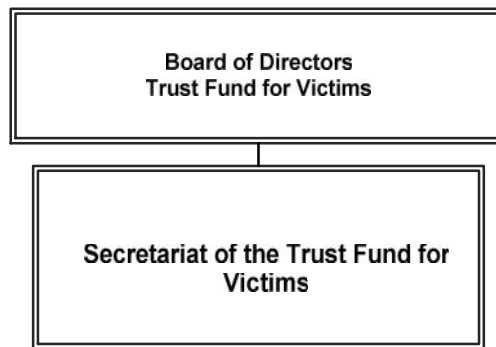 Board of Directors
Trust Fund for Victims
Secretariat of the Trust Fund for
Victims